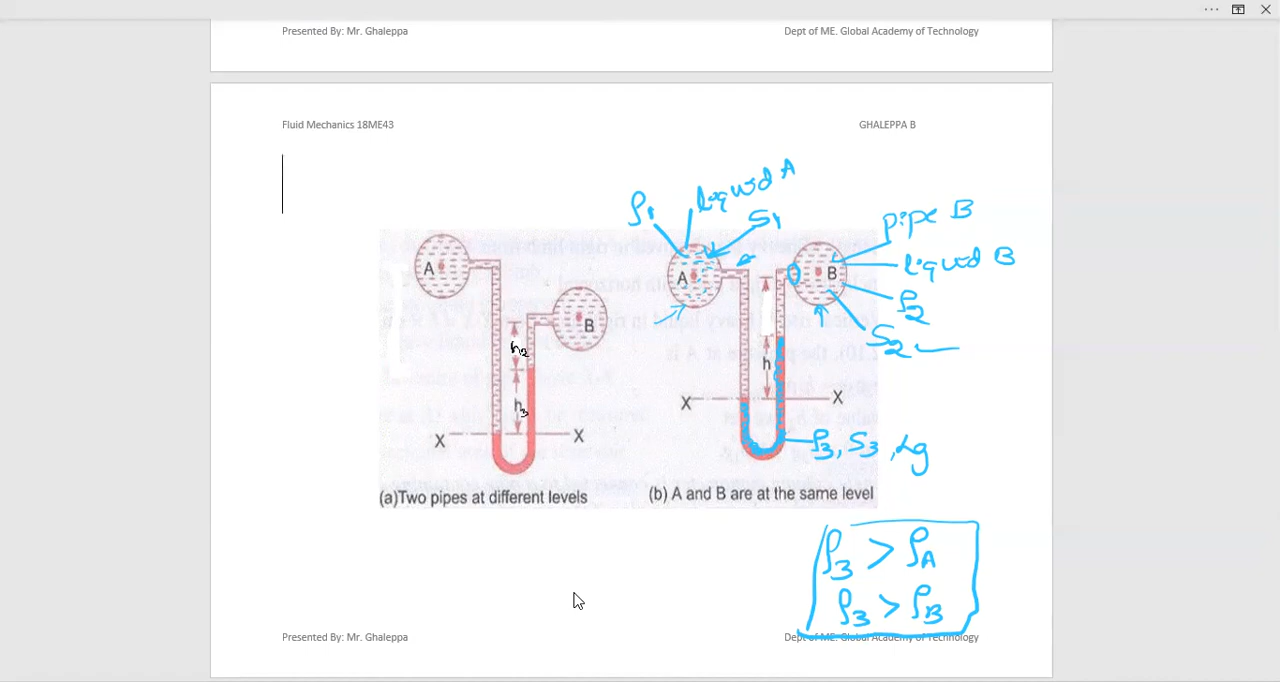 Presented By: Mr. Ghaleppa
Dept of ME. Global Academy of Technology
Fluid Mechanics 18ME43
GHALEPPA B
ρ1
liquid A
S1
pipe B
liquid B
ρ2
S2
A
B
h2
h3
X
X
(a)Two pipes at different levels
A
B
h
X
X
ρ3, S3, Hg
(b) A and B are at the same level
ρ3 > ρA
ρ3 > ρB
Presented By: Mr. Ghaleppa
Dept of ME. Global Academy of Technology